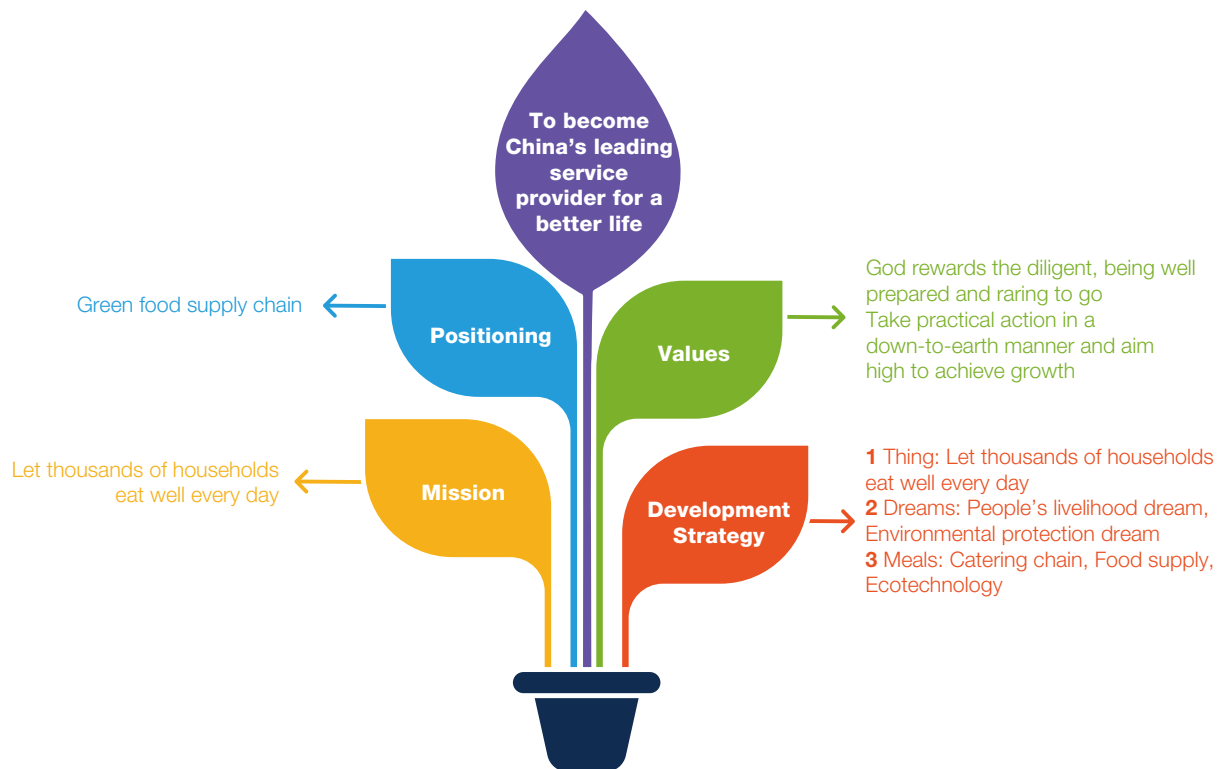 To become
China’s leading
service
provider for a
better life
Green food supply chain
Positioning
Values
God rewards the diligent, being well
prepared and raring to go
Take practical action in a
down-to-earth manner and aim
high to achieve growth
Let thousands of households
eat well every day
Mission
Development
Strategy
1 Thing: Let thousands of households
eat well every day
2 Dreams: People’s livelihood dream,
Environmental protection dream
3 Meals: Catering chain, Food supply,
Ecotechnology